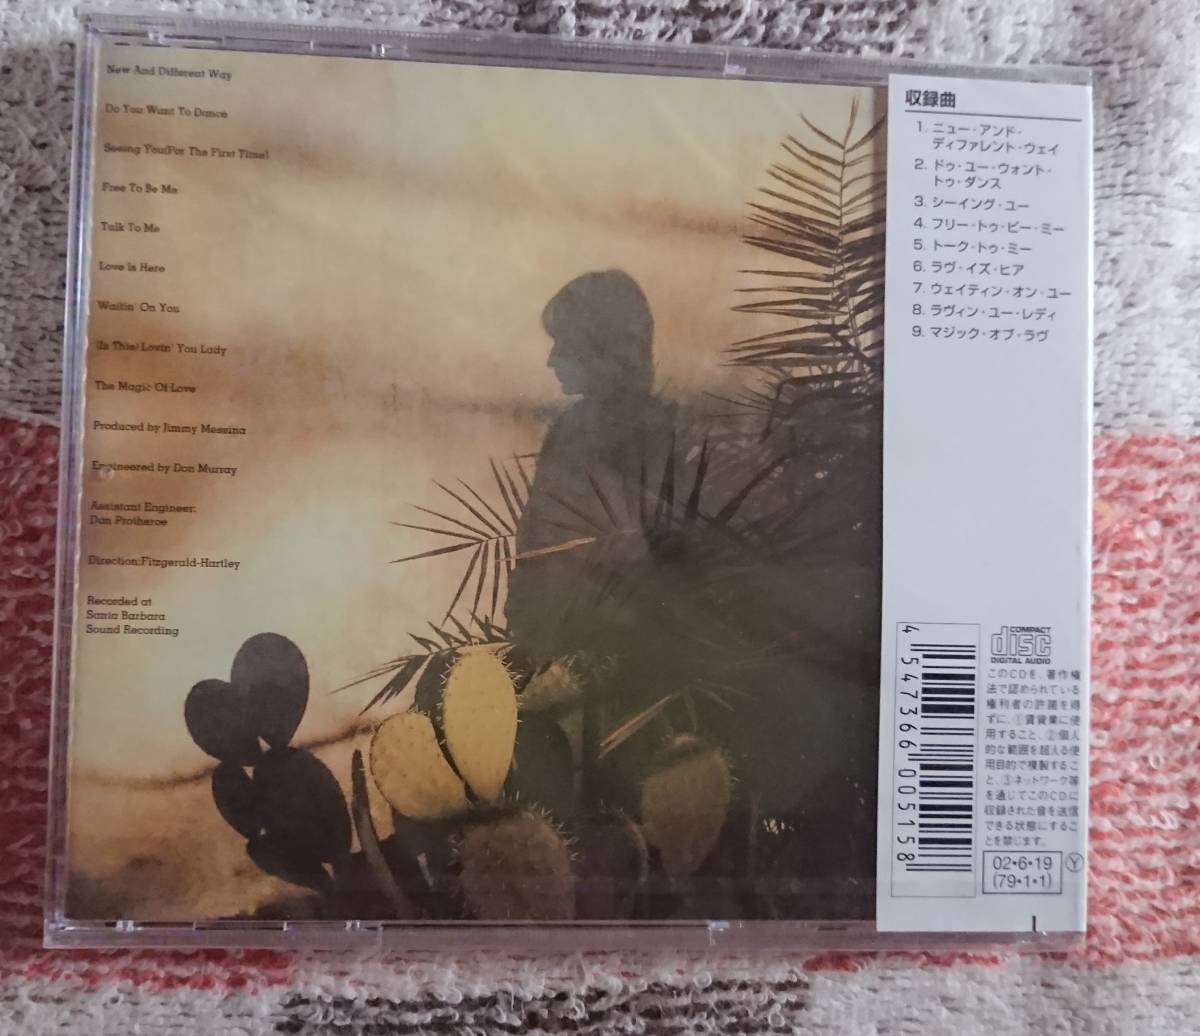 New And Different Way
Do You Want To Dance
Seeing You(For The First Time)
Free To Be Me
Talk To Me
Love Is Here
Waitin' On You
(Is This) Lovin' You Lady
The Magic Of Love
Produced by Jimmy Messina
Engineered by Don Murray
Assistant Engineer:
Dan Protheroe
Direction:Fitzgerald-Hartley
Recorded at
Santa Barbara
Sound Recording
収録曲
1. ニュー・アンド・
ディファレント・ウェイ
2. ドゥ・ユー・ウォント・
トゥ・ダンス
3. シーイング・ユー
4. フリー・トゥ・ビー・ミー
5. トーク・トゥ・ミー
6. ラヴ・イズ・ヒア
7. ウェイティン・オン・ユー
8. ラヴィン・ユー・レディ
9. マジック・オブ・ラヴ
4 547366 005158
COMPACT
disc
DIGITAL AUDIO
このCDを、著作権
法で認められている
権利者の許諾を得
ずに、①賃貸業に使
用すること、②個人
的な範囲を超える使
用目的で複製するこ
と、③ネットワーク等
を通じてこのCDに
収録された音を送信
できる状態にするこ
とを禁じます。
02・6・19
(79・1・1)
Y